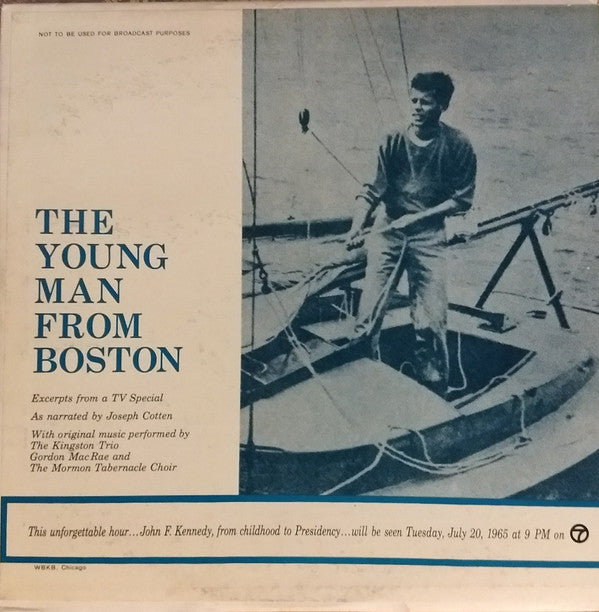 NOT TO BE USED FOR BROADCAST PURPOSES
THE
YOUNG
MAN
FROM
BOSTON
Excerpts from a TV Special
As narrated by Joseph Cotten
With original music performed by
The Kingston Trio
Gordon MacRae and
The Mormon Tabernacle Choir
This unforgettable hour...John F. Kennedy, from childhood to Presidency...will be seen Tuesday, July 20, 1965 at 9 PM on 7
WBKB, Chicago